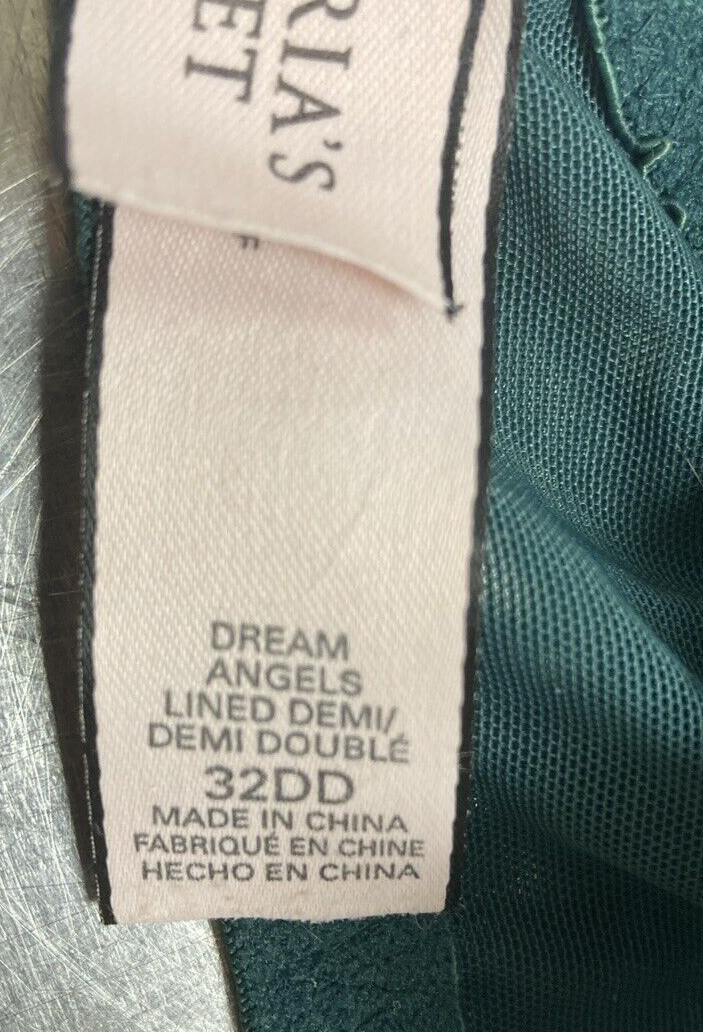 RIA'S
ET
F
DREAM
ANGELS
LINED DEMI/
DEMI DOUBLÉ
32DD
MADE IN CHINA
FABRIQUÉ EN CHINE
HECHO EN CHINA